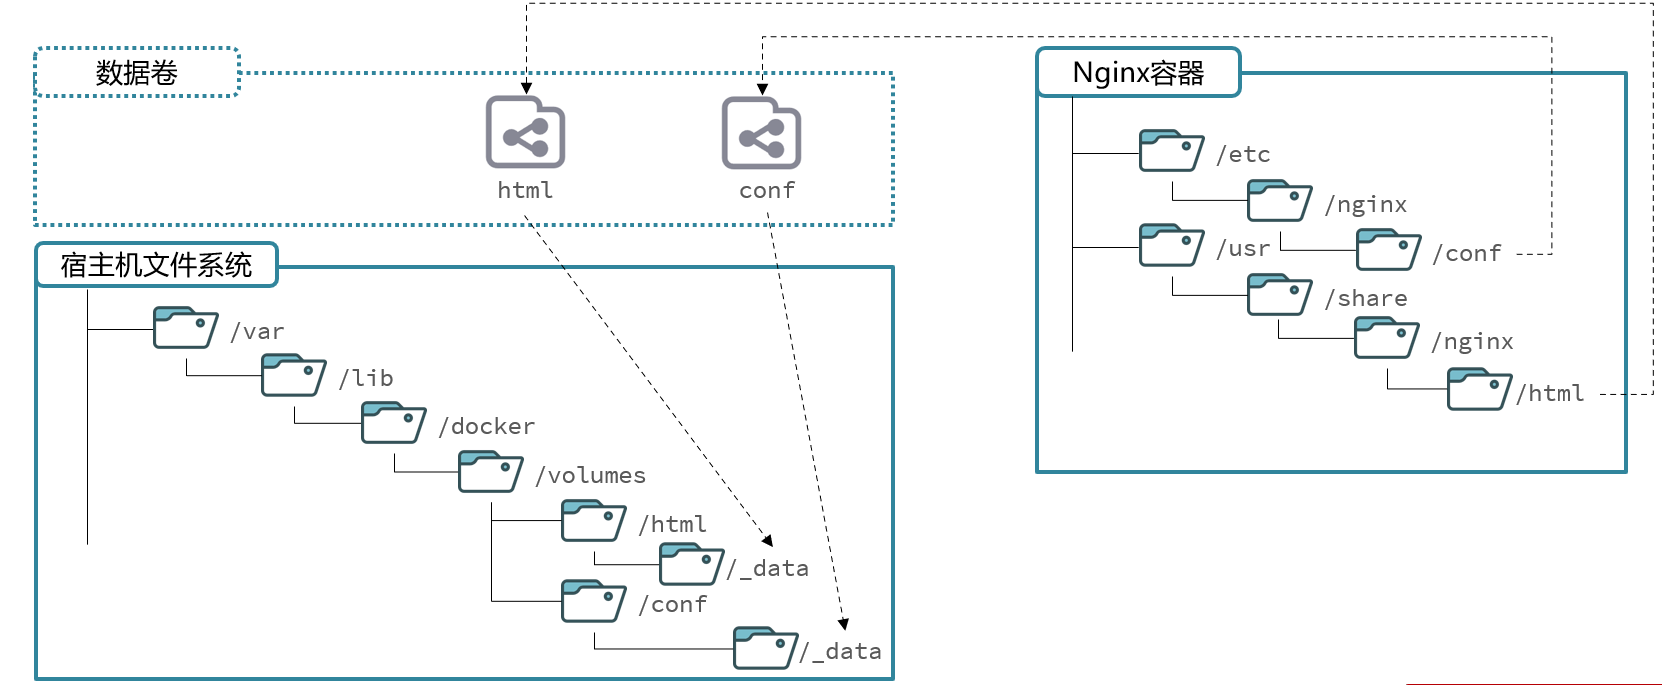 数据卷
html
conf
宿主机文件系统
/var
/lib
/docker
/volumes
/html
/_data
/conf
/_data
Nginx容器
/etc
/nginx
/conf
/usr
/share
/nginx
/html